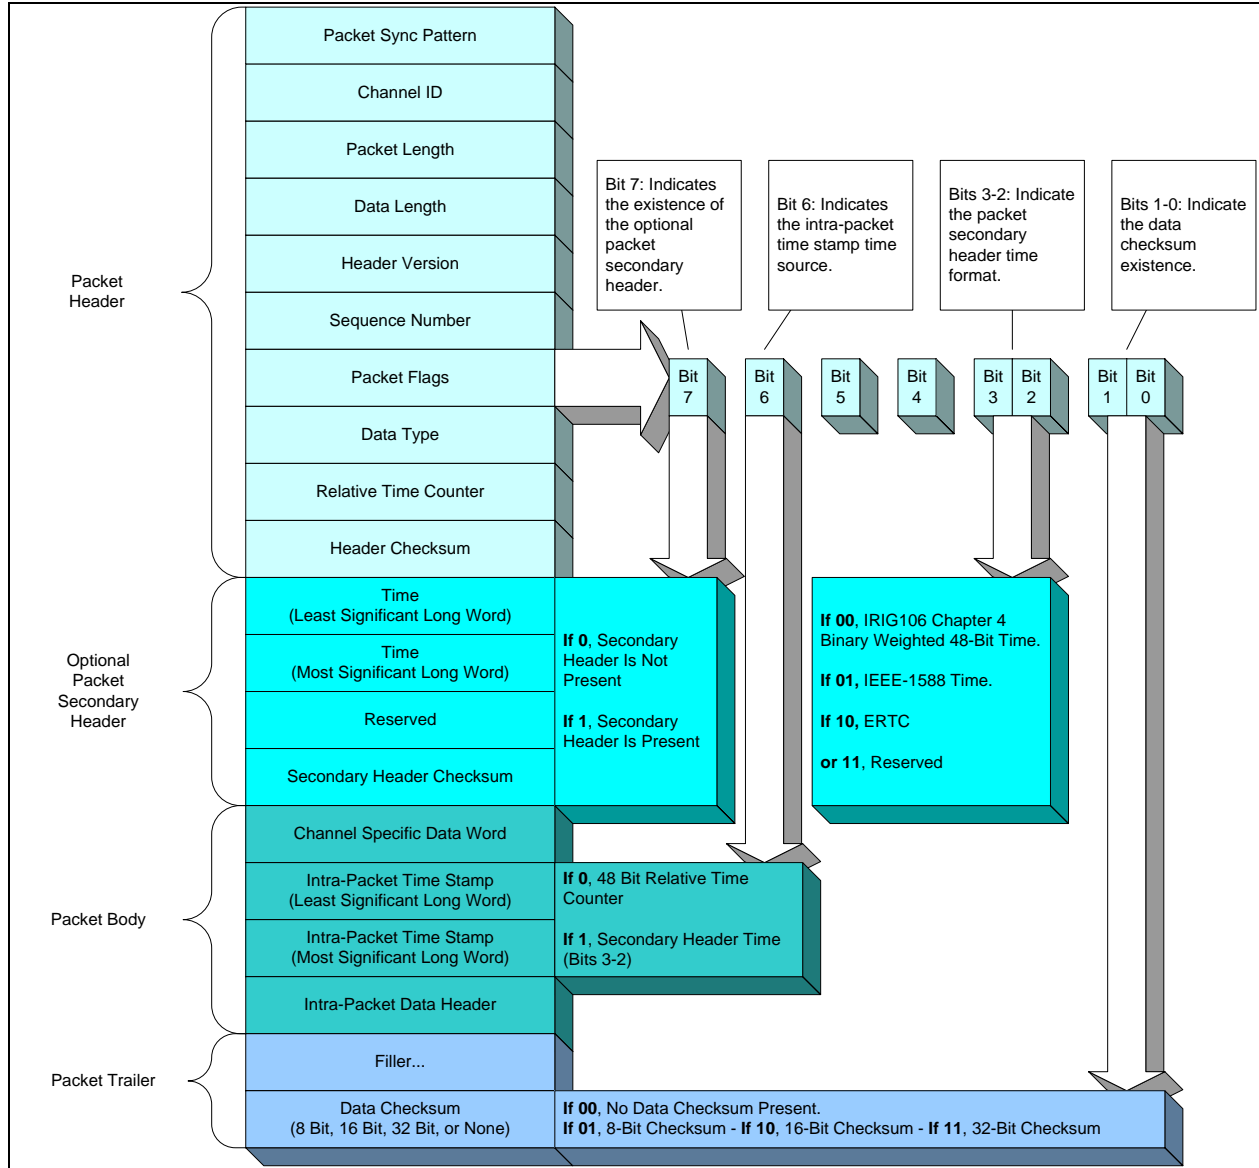 Packet Sync Pattern
Channel ID
Packet Length
Data Length
Header Version
Sequence Number
Packet Flags
Data Type
Relative Time Counter
Header Checksum
Packet
Header
Bit 7: Indicates
the existence of
the optional
packet
secondary
header.
Bit 6: Indicates
the intra-packet
time stamp time
source.
Bits 3-2: Indicate
the packet
secondary
header time
format.
Bits 1-0: Indicate
the data
checksum
existence.
Bit
7
Bit
6
Bit
5
Bit
4
Bit
3
Bit
2
Bit
1
Bit
0
Optional
Packet
Secondary
Header
Time
(Least Significant Long Word)
Time
(Most Significant Long Word)
Reserved
Secondary Header Checksum
If 0, Secondary
Header Is Not
Present
If 1, Secondary
Header Is Present
If 00, IRIG106 Chapter 4
Binary Weighted 48-Bit Time.
If 01, IEEE-1588 Time.
If 10, ERTC
or 11, Reserved
Packet Body
Channel Specific Data Word
Intra-Packet Time Stamp
(Least Significant Long Word)
Intra-Packet Time Stamp
(Most Significant Long Word)
Intra-Packet Data Header
If 0, 48 Bit Relative Time
Counter
If 1, Secondary Header Time
(Bits 3-2)
Packet Trailer
Filler...
Data Checksum
(8 Bit, 16 Bit, 32 Bit, or None)
If 00, No Data Checksum Present.
If 01, 8-Bit Checksum - If 10, 16-Bit Checksum - If 11, 32-Bit Checksum